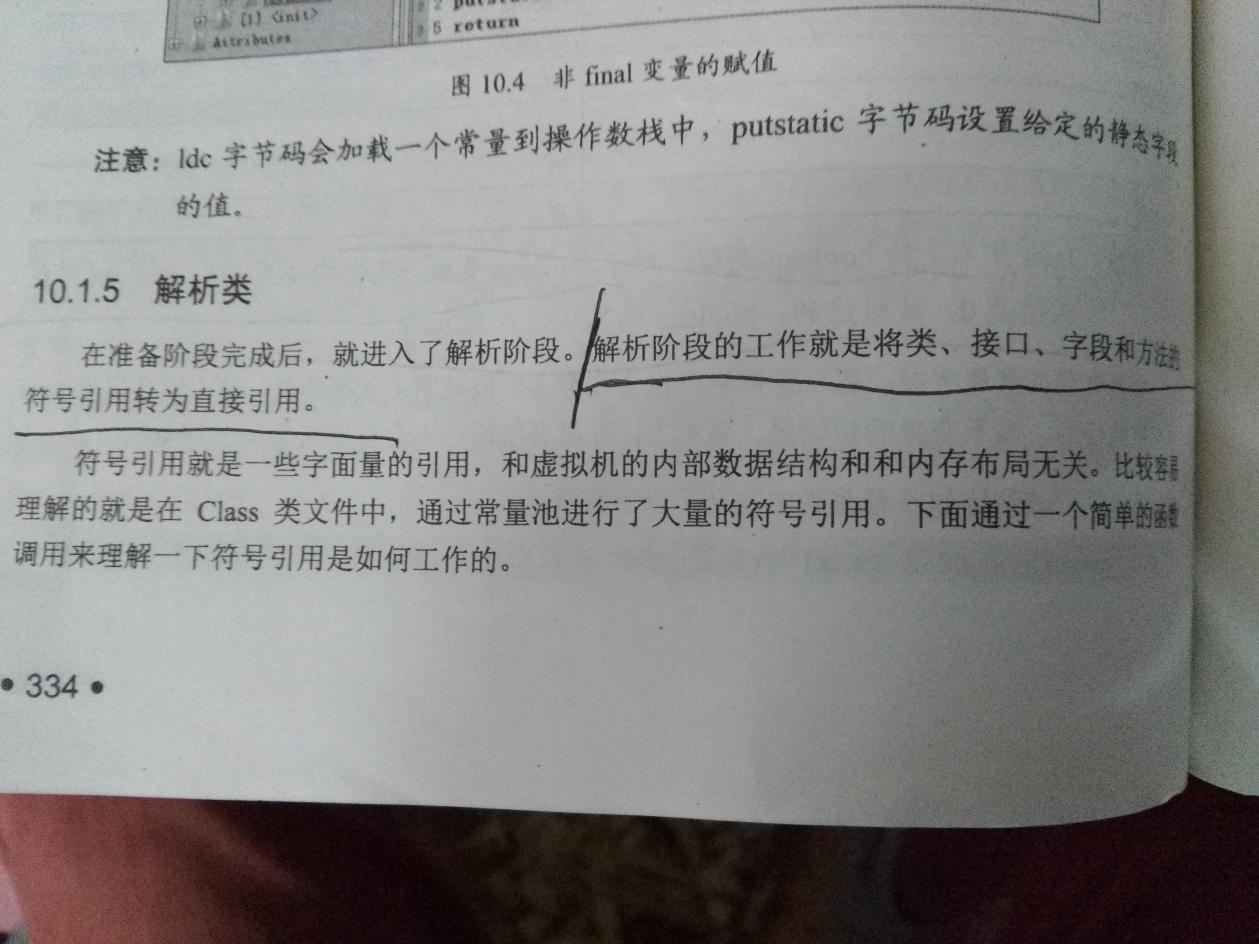 [1] <init>
Attributes
2
5 return
图 10.4 非 final 变量的赋值
注意：ldc 字节码会加载一个常量到操作数栈中，putstatic 字节码设置给定的静态字段
的值。
10.1.5 解析类
在准备阶段完成后，就进入了解析阶段。解析阶段的工作就是将类、接口、字段和方法的
符号引用转为直接引用。
符号引用就是一些字面量的引用，和虚拟机的内部数据结构和和内存布局无关。比较容易
理解的就是在 Class 类文件中，通过常量池进行了大量的符号引用。下面通过一个简单的函数
调用来理解一下符号引用是如何工作的。
• 334 •